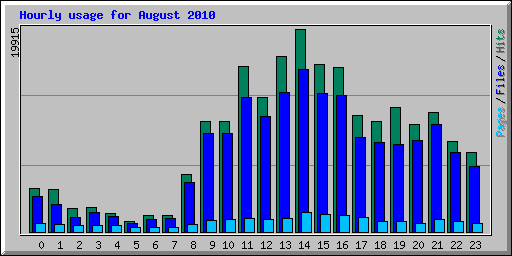 Hourly usage for August 2010
19915
Pages / Files / Hits
0 1 2 3 4 5 6 7 8 9 10 11 12 13 14 15 16 17 18 19 20 21 22 23